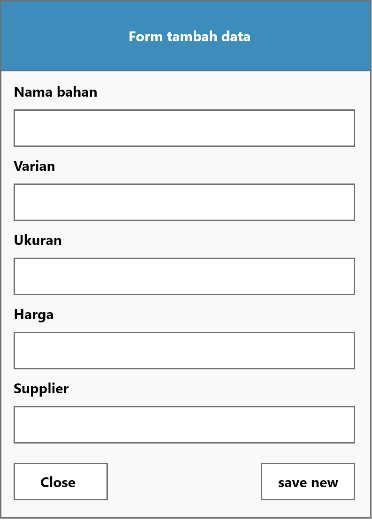 Form tambah data
Nama bahan
Varian
Ukuran
Harga
Supplier
Close
save new